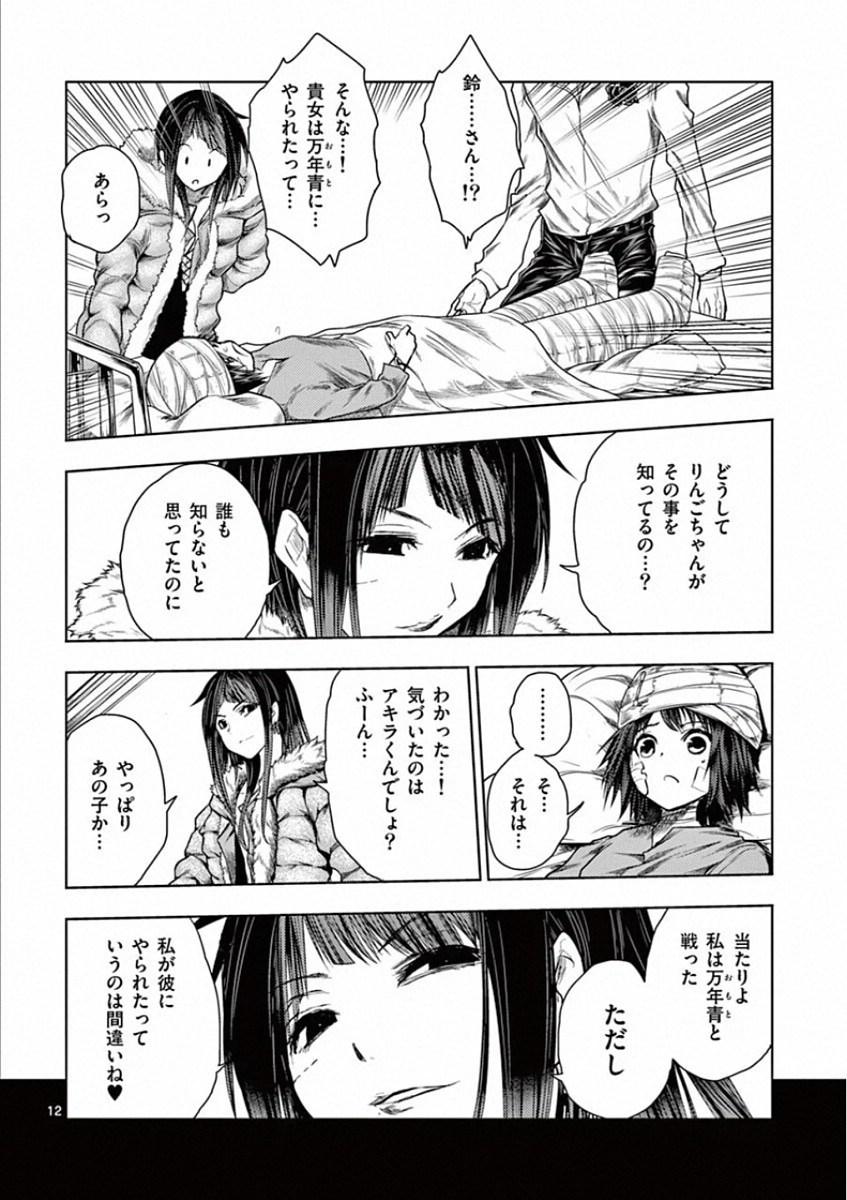 鈴……さん…!?
そんな…!
貴女は万年青に…
おもと
やられたって…
あらっ
どうして
りんごちゃんが
その事を
知ってるの…?
誰も
知らないと
思ってたのに
………
そ…
それは…
わかった…!
気づいたのは
アキラくんでしょ?
ふーん…
やっぱり
あの子か…
当たりよ
私は万年青と
おもと
戦った
ただし
私が彼に
やられたって
いうのは間違いね♥
12